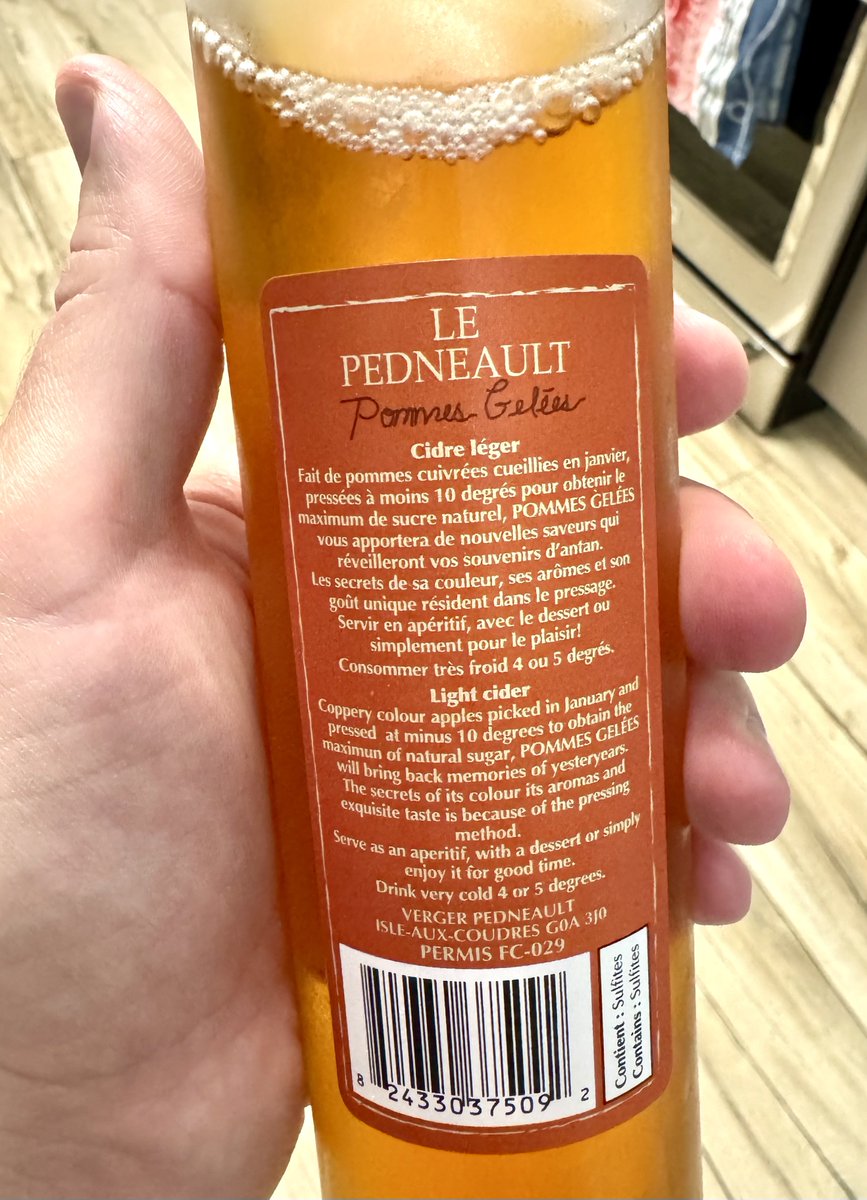 LE
PEDNEAULT
Pommes Gelées
Cidre léger
Fait de pommes cuivrées cueillies en janvier,
pressées à moins 10 degrés pour obtenir le
maximum de sucre naturel, POMMES GELÉES
vous apportera de nouvelles saveurs qui
réveilleront vos souvenirs d'antan.
Les secrets de sa couleur, ses arômes et son
goût unique résident dans le pressage.
Servir en apéritif, avec le dessert ou
simplement pour le plaisir!
Consommer très froid 4 ou 5 degrés.
Light cider
Coppery colour apples picked in January and
pressed at minus 10 degrees to obtain the
maximun of natural sugar, POMMES GELÉES
will bring back memories of yesteryears.
The secrets of its colour its aromas and
exquisite taste is because of the pressing
method.
Serve as an aperitif, with a dessert or simply
enjoy it for good time.
Drink very cold 4 or 5 degrees.
VERGER PEDNEAULT
ISLE-AUX-COUDRES G0A 3J0
PERMIS FC-029
8 2433037509 2
Contient : Sulfites
Contains : Sulfites